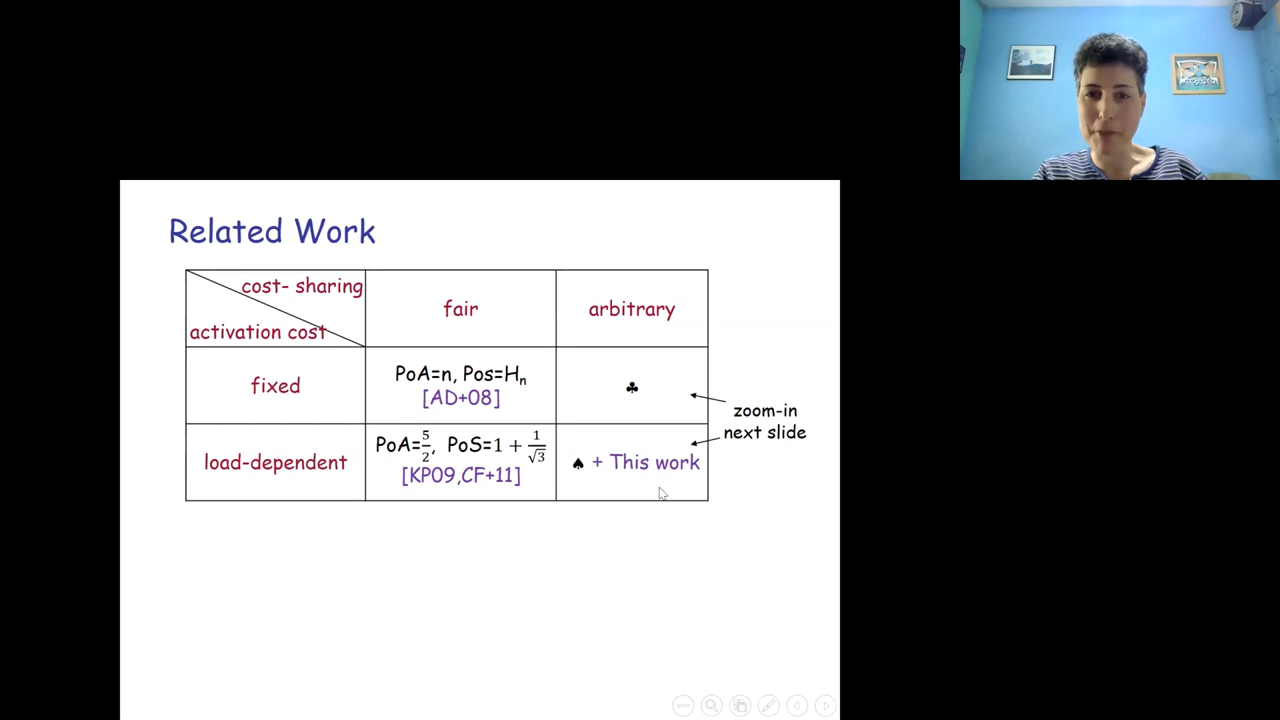 Related Work
cost- sharing
activation cost
fair
arbitrary
fixed
PoA=n, Pos=Hₙ
[AD+08]
♣
load-dependent
PoA=5/2, PoS=1 + 1/√3
[KP09,CF+11]
♠ + This work
zoom-in
next slide